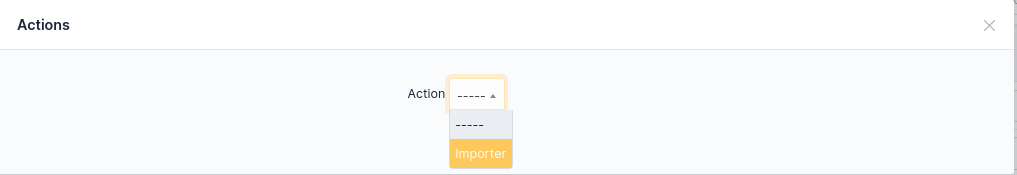 Actions
Action ----- 
-----
Importer